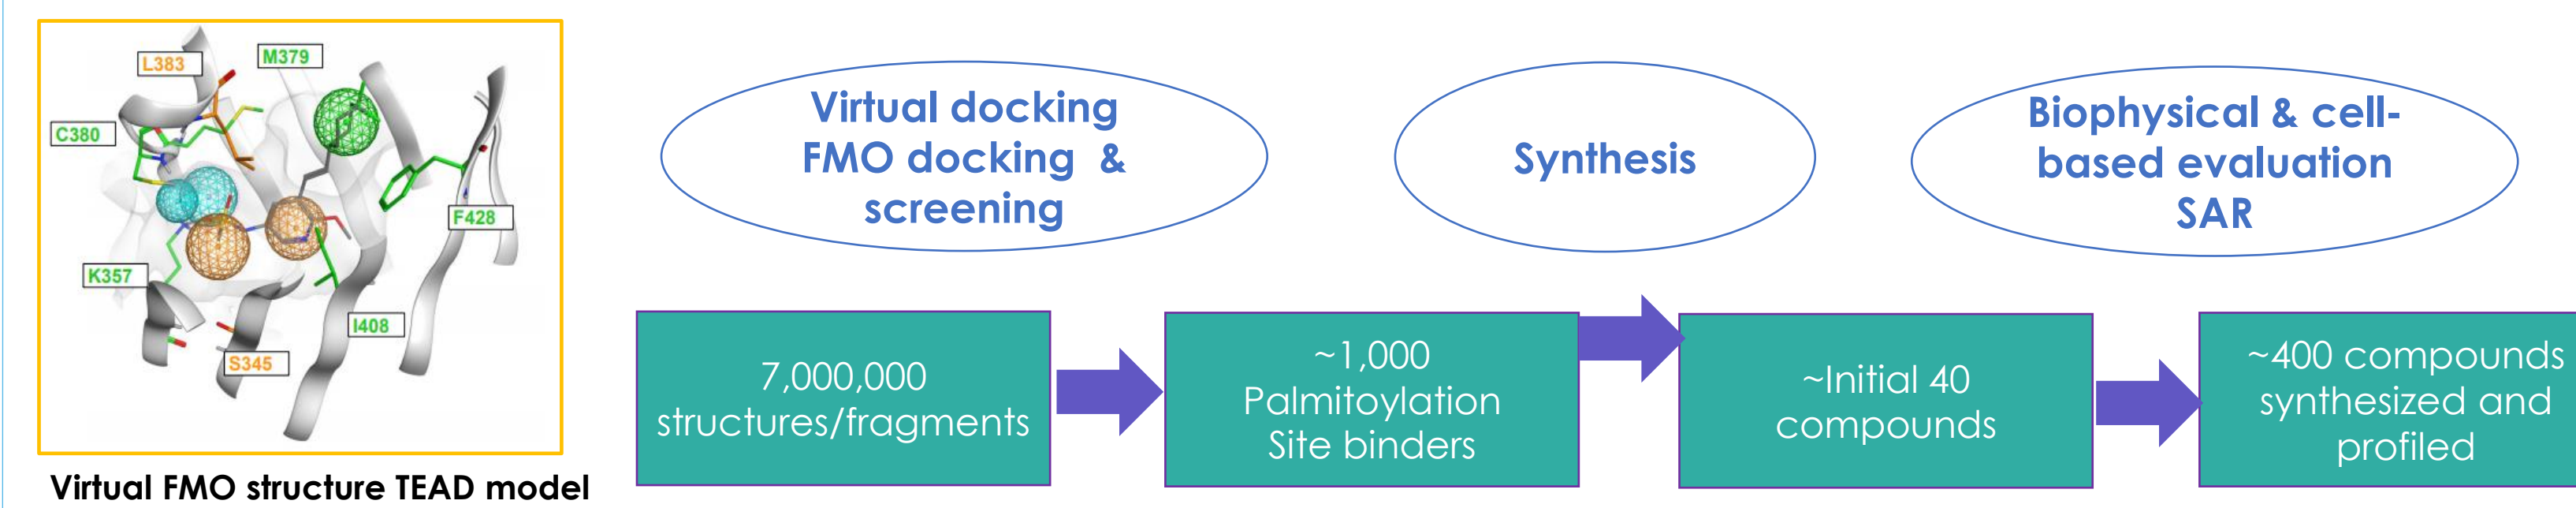 L383
M379
C380
F428
K357
I408
S345
Virtual FMO structure TEAD model
Virtual docking
FMO docking & 
screening
Synthesis
Biophysical & cell-
based evaluation
SAR
7,000,000
structures/fragments
~1,000
Palmitoylation
Site binders
~Initial 40
compounds
~400 compounds
synthesized and
profiled